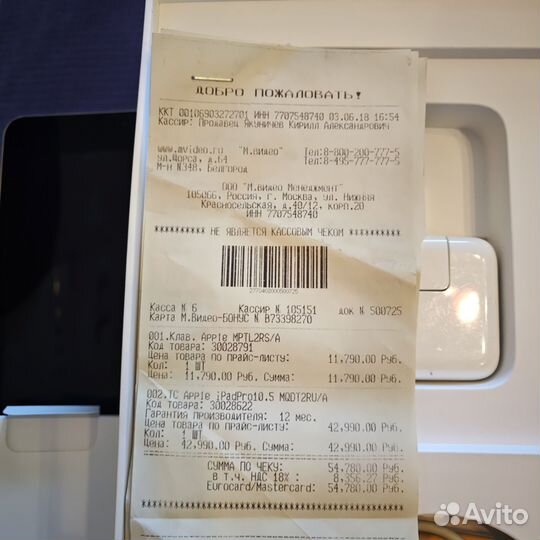 ДОБРО ПОЖАЛОВАТЬ!
ККТ 00106903272701 ИНН 7707548740 03.06.18 16:54
Кассир: Продавец Якуничев Кирилл Александрович
www.mvideo.ru "М.видео" Тел:8-800-200-777-5
ул.Щорса, д.64 Тел:8-495-777-777-5
М-н N348, Белгород
ООО "М.видео Менеджмент"
105066, Россия, г. Москва, ул. Нижняя
Красносельская, д.40/12, корп.20
ИНН 7707548740
********** НЕ ЯВЛЯЕТСЯ КАССОВЫМ ЧЕКОМ **********
2770402000500725
Касса N 6 Кассир N 105151 док N 500725
Карта М.Видео-БОНУС N B73398270
001.Клав. Apple MPTL2RS/A
Код товара: 30028791
Цена товара по прайс-листу: 11,790.00 Руб.
Кол: 1 ШТ
Цена: 11,790.00 Руб. Сумма: 11,790.00 Руб.
002.ТС Apple iPadPro10.5 MQDT2RU/A
Код товара: 30028622
Гарантия производителя: 12 мес.
Цена товара по прайс-листу: 42,990.00 Руб.
Кол: 1 ШТ
Цена: 42,990.00 Руб. Сумма: 42,990.00 Руб.
СУММА ПО ЧЕКУ: 54,780.00 Руб.
в т.ч. НДС 18% : 8,356.27 Руб.
Eurocard/Mastercard: 54,780.00 Руб.
Avito